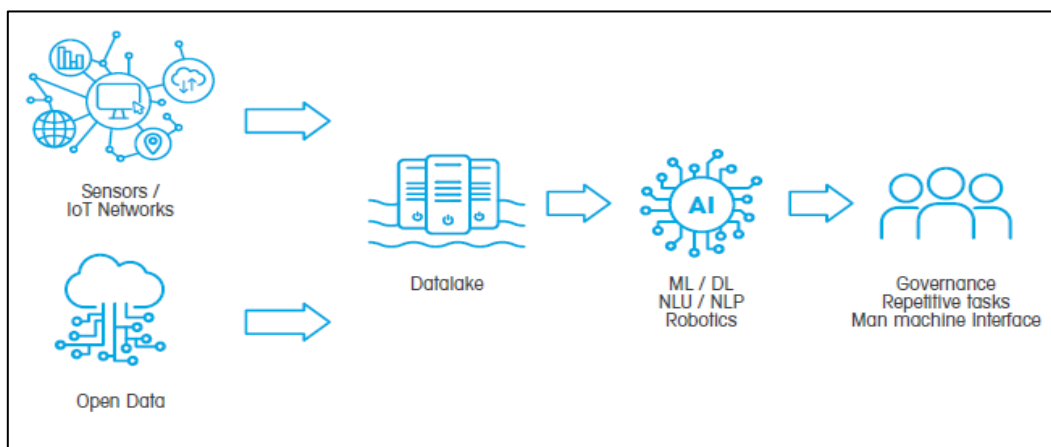 Sensors /
IoT Networks
Open Data
Datalake
AI
ML / DL
NLU / NLP
Robotics
Governance
Repetitive tasks
Man machine Interface